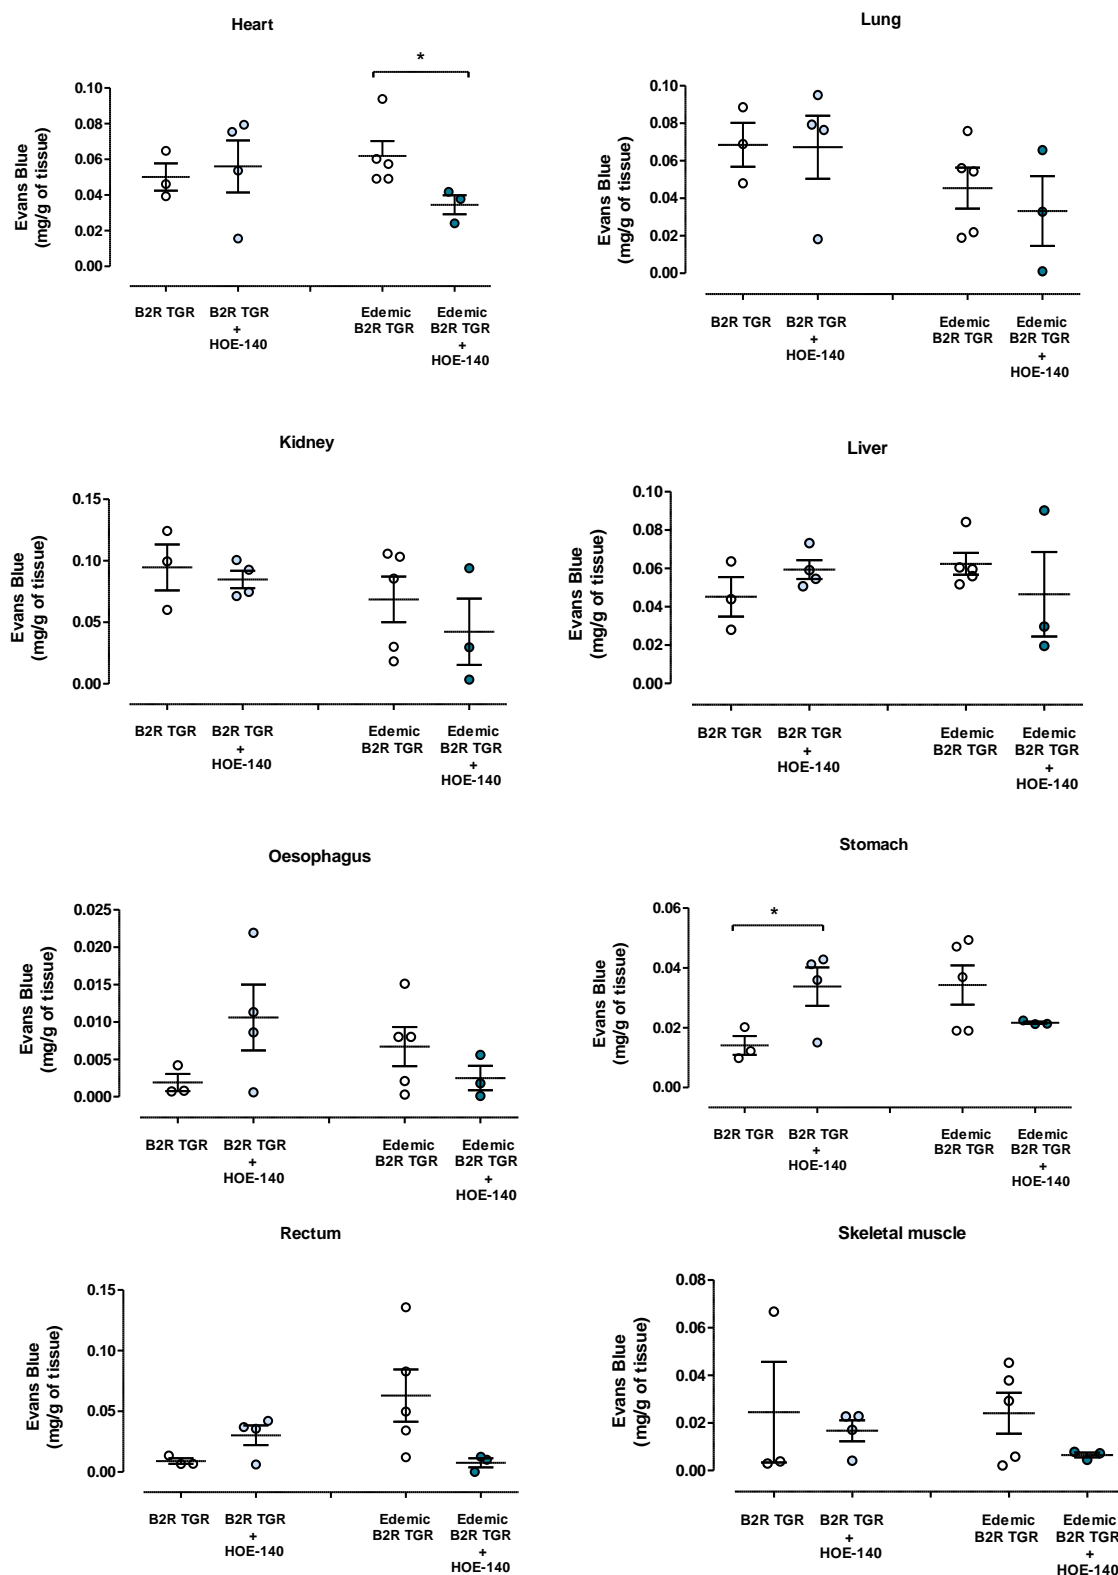 Heart
*
Evans Blue
(mg/g of tissue)
0.10
0.08
0.06
0.04
0.02
0.00
B2R TGR
B2R TGR
+
HOE-140
Edemic
B2R TGR
Edemic
B2R TGR
+
HOE-140
Lung
Evans Blue
(mg/g of tissue)
0.10
0.08
0.06
0.04
0.02
0.00
B2R TGR
B2R TGR
+
HOE-140
Edemic
B2R TGR
Edemic
B2R TGR
+
HOE-140
Kidney
Evans Blue
(mg/g of tissue)
0.15
0.10
0.05
0.00
B2R TGR
B2R TGR
+
HOE-140
Edemic
B2R TGR
Edemic
B2R TGR
+
HOE-140
Liver
Evans Blue
(mg/g of tissue)
0.10
0.08
0.06
0.04
0.02
0.00
B2R TGR
B2R TGR
+
HOE-140
Edemic
B2R TGR
Edemic
B2R TGR
+
HOE-140
Oesophagus
Evans Blue
(mg/g of tissue)
0.025
0.020
0.015
0.010
0.005
0.000
B2R TGR
B2R TGR
+
HOE-140
Edemic
B2R TGR
Edemic
B2R TGR
+
HOE-140
Stomach
*
Evans Blue
(mg/g of tissue)
0.06
0.04
0.02
0.00
B2R TGR
B2R TGR
+
HOE-140
Edemic
B2R TGR
Edemic
B2R TGR
+
HOE-140
Rectum
Evans Blue
(mg/g of tissue)
0.15
0.10
0.05
0.00
B2R TGR
B2R TGR
+
HOE-140
Edemic
B2R TGR
Edemic
B2R TGR
+
HOE-140
Skeletal muscle
Evans Blue
(mg/g of tissue)
0.08
0.06
0.04
0.02
0.00
B2R TGR
B2R TGR
+
HOE-140
Edemic
B2R TGR
Edemic
B2R TGR
+
HOE-140